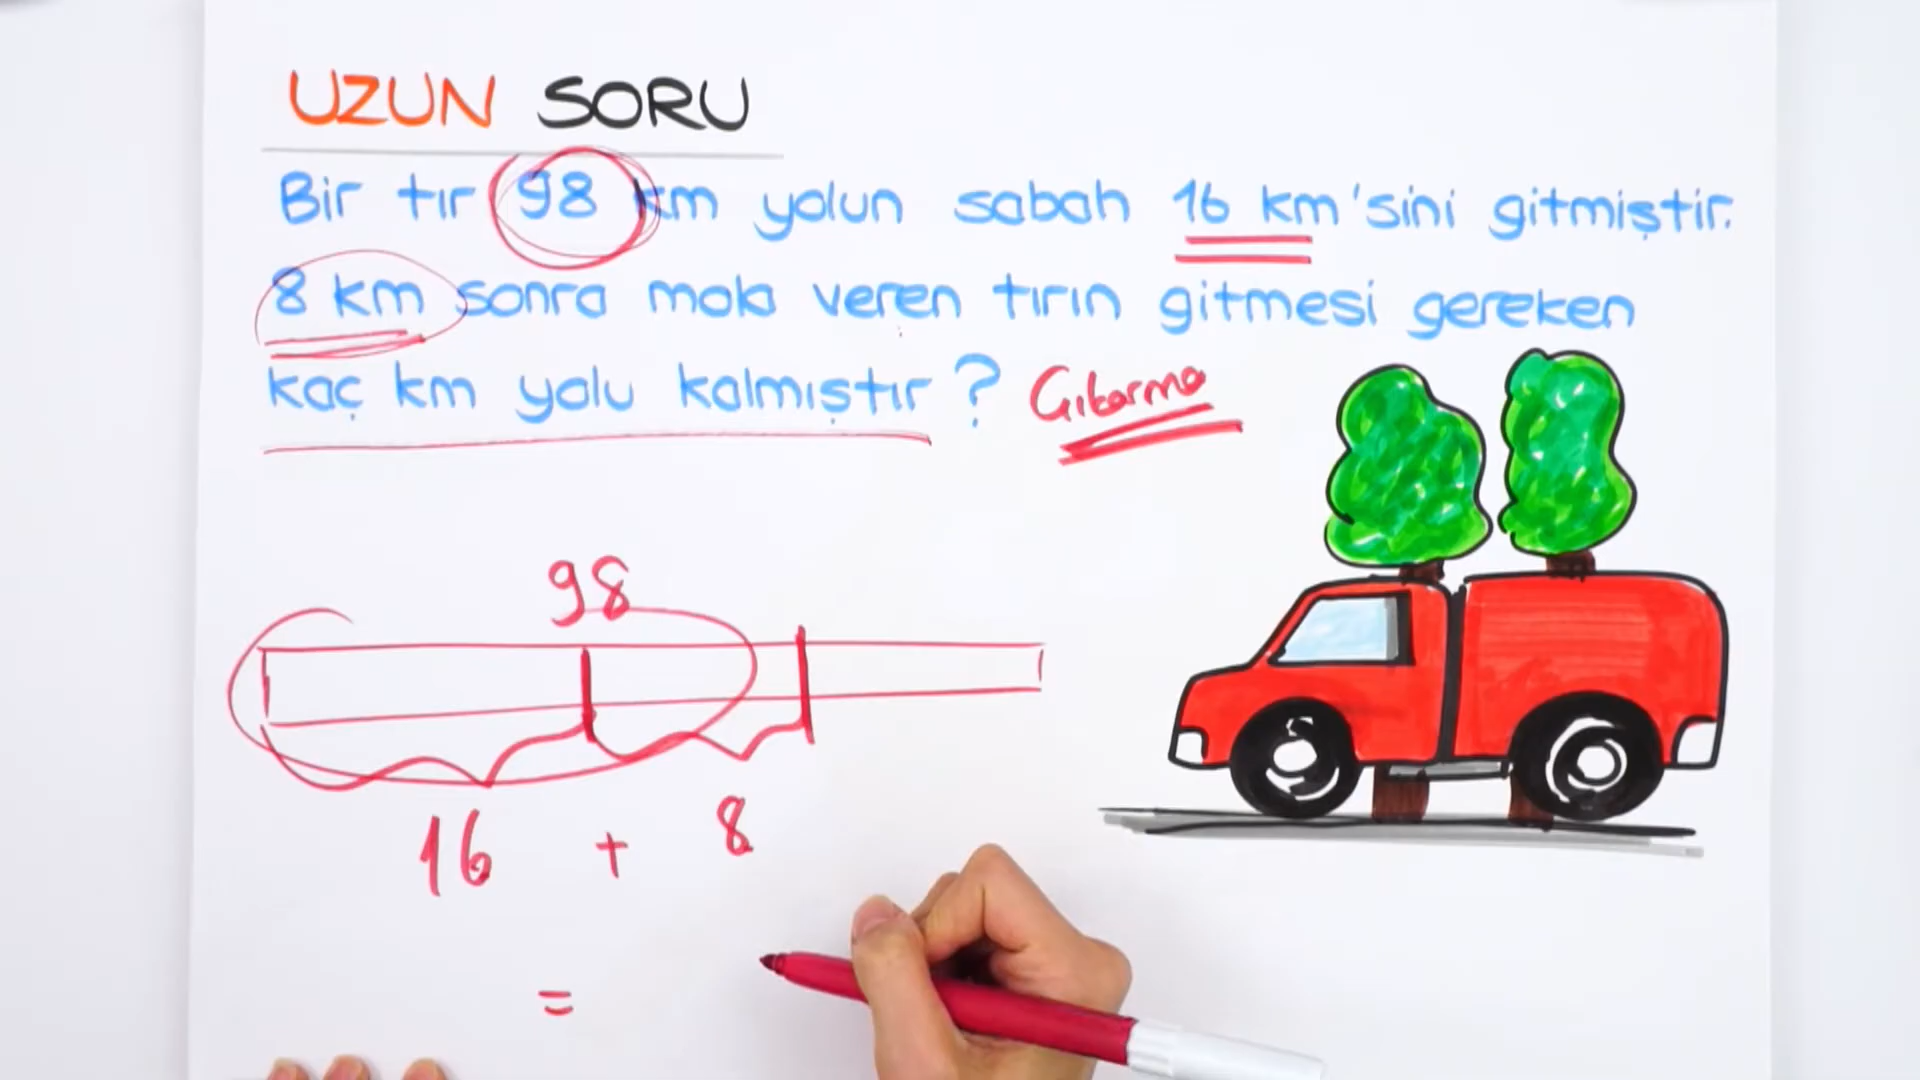 UZUN SORU
Bir tır 98 km yolun sabah 16 km'sini gitmiştir.
8 km sonra mola veren tırın gitmesi gereken
kaç km yolu kalmıştır? Çıkarma
98
16 + 8
=